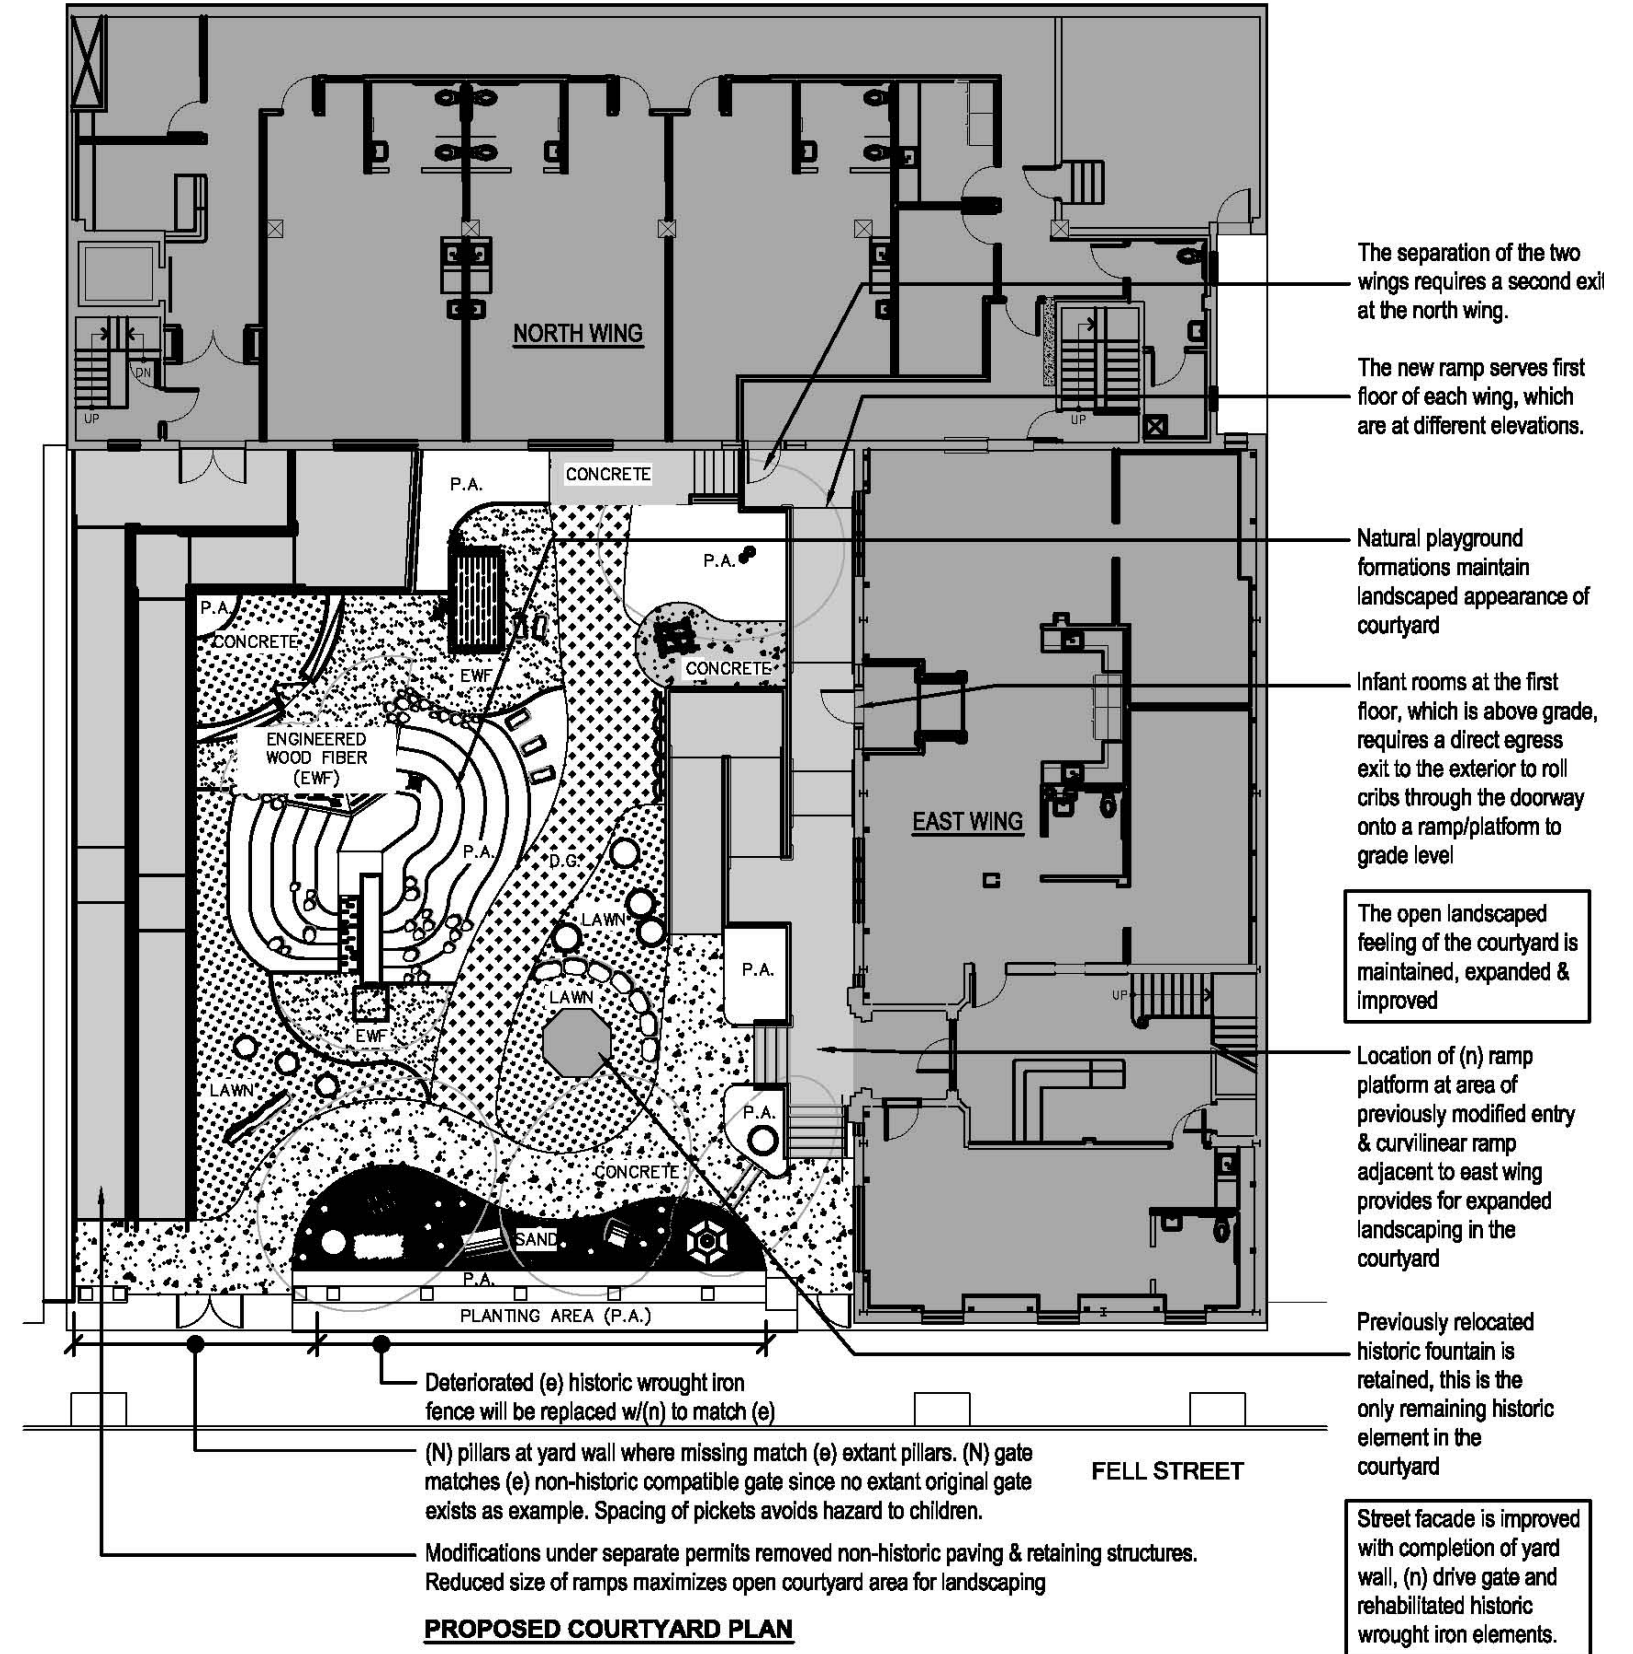 The separation of the two
wings requires a second exit
at the north wing.
NORTH WING
The new ramp serves first
floor of each wing, which
are at different elevations.
DN
UP
UP
P.A.
CONCRETE
Natural playground
formations maintain
landscaped appearance of
courtyard
P.A.
P.A.
CONCRETE
CONCRETE
EWF
Infant rooms at the first
floor, which is above grade,
requires a direct egress
exit to the exterior to roll
cribs through the doorway
onto a ramp/platform to
grade level
ENGINEERED
WOOD FIBER
(EWF)
EAST WING
P.A.
D.G.
LAWN
The open landscaped
feeling of the courtyard is
maintained, expanded &
improved
P.A.
LAWN
UP
EWF
LAWN
P.A.
Location of (n) ramp
platform at area of
previously modified entry
& curvilinear ramp
adjacent to east wing
provides for expanded
landscaping in the
courtyard
CONCRETE
SAND
P.A.
PLANTING AREA (P.A.)
Previously relocated
historic fountain is
retained, this is the
only remaining historic
element in the
courtyard
Deteriorated (e) historic wrought iron
fence will be replaced w/(n) to match (e)
(N) pillars at yard wall where missing match (e) extant pillars. (N) gate
matches (e) non-historic compatible gate since no extant original gate
exists as example. Spacing of pickets avoids hazard to children.
FELL STREET
Modifications under separate permits removed non-historic paving & retaining structures.
Reduced size of ramps maximizes open courtyard area for landscaping
Street facade is improved
with completion of yard
wall, (n) drive gate and
rehabilitated historic
wrought iron elements.
PROPOSED COURTYARD PLAN